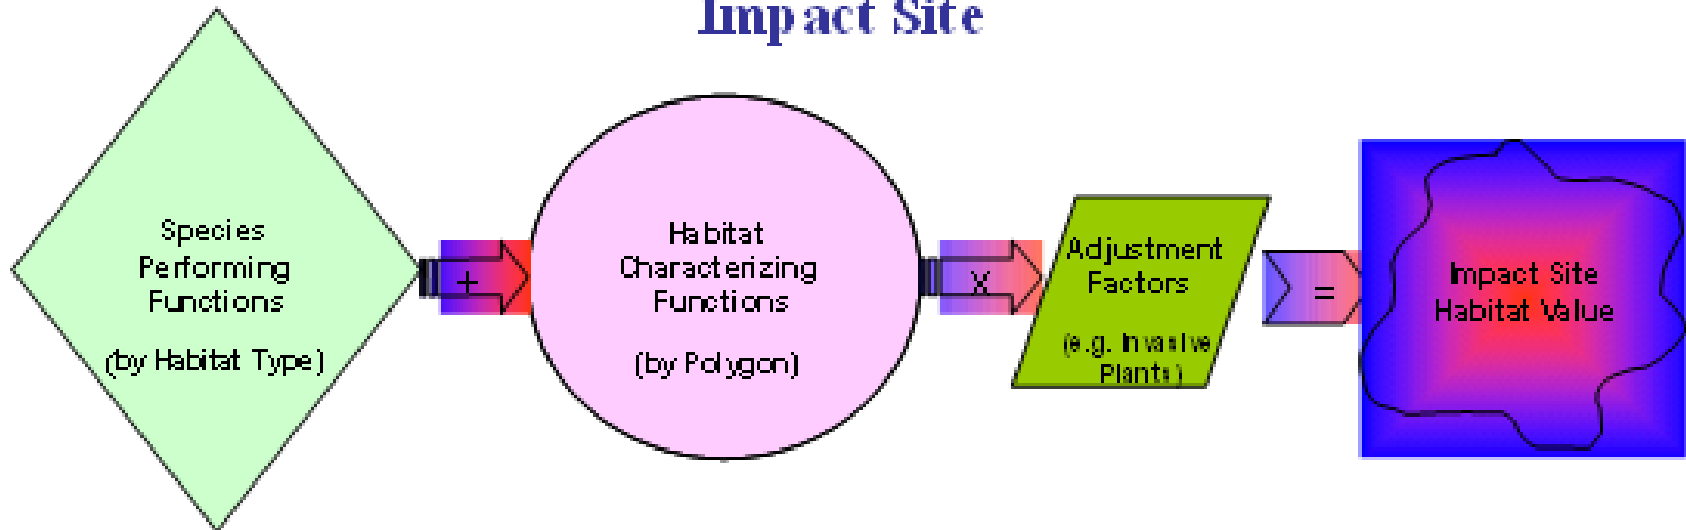 Impact Site
Species
Performing
Functions
(by Habitat Type)
+
Habitat
Characterizing
Functions
(by Polygon)
X
Adjustment
Factors
(e.g. Invasive
Plants)
=
Impact Site
Habitat Value